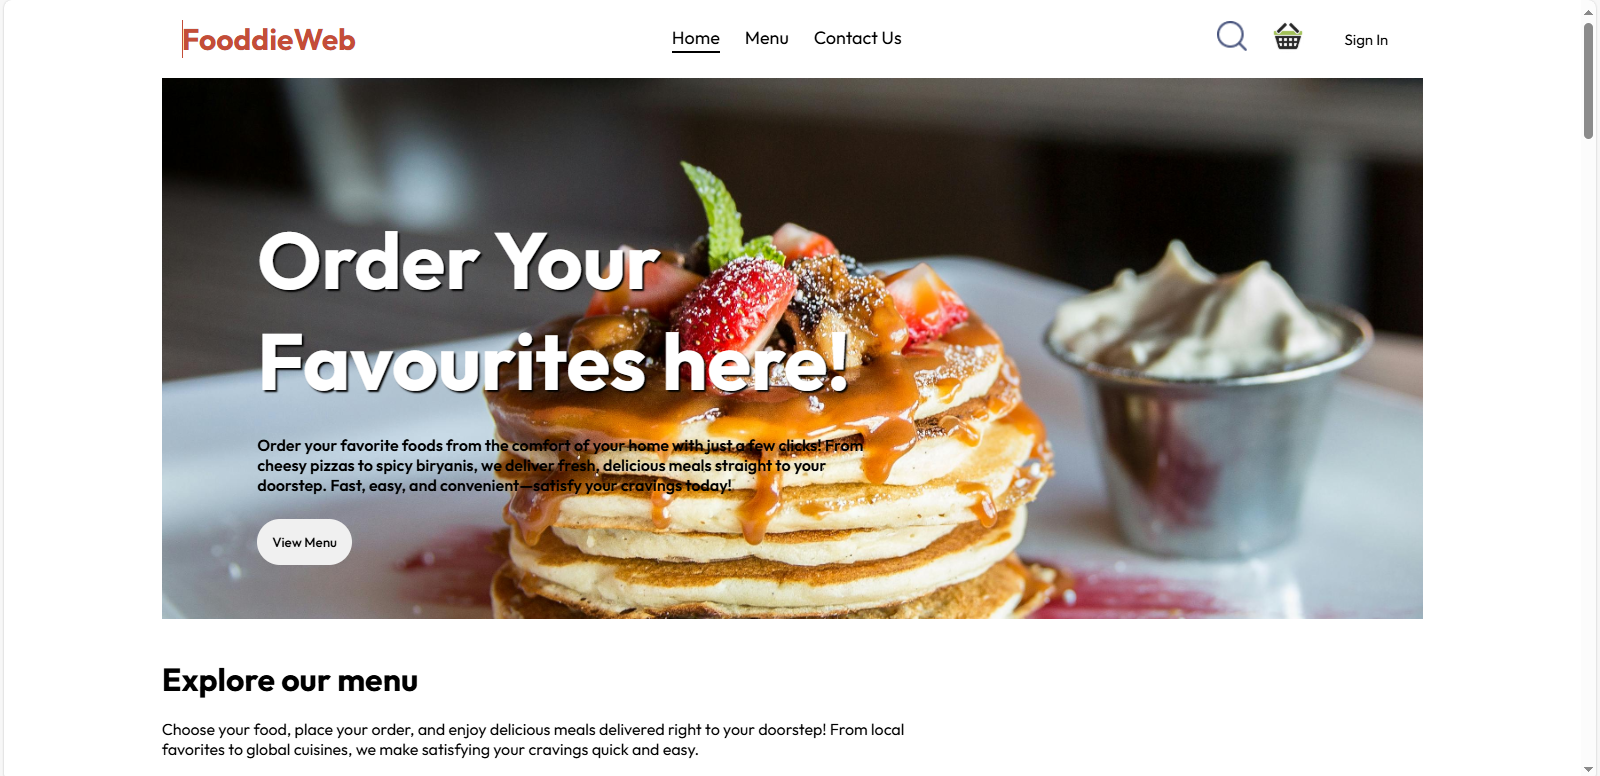 FooddieWeb
Home Menu Contact Us
Sign In
Order Your
Favourites here!
Order your favorite foods from the comfort of your home with just a few clicks! From
cheesy pizzas to spicy biryanis, we deliver fresh, delicious meals straight to your
doorstep. Fast, easy, and convenient—satisfy your cravings today!
View Menu
Explore our menu
Choose your food, place your order, and enjoy delicious meals delivered right to your doorstep! From local
favorites to global cuisines, we make satisfying your cravings quick and easy.